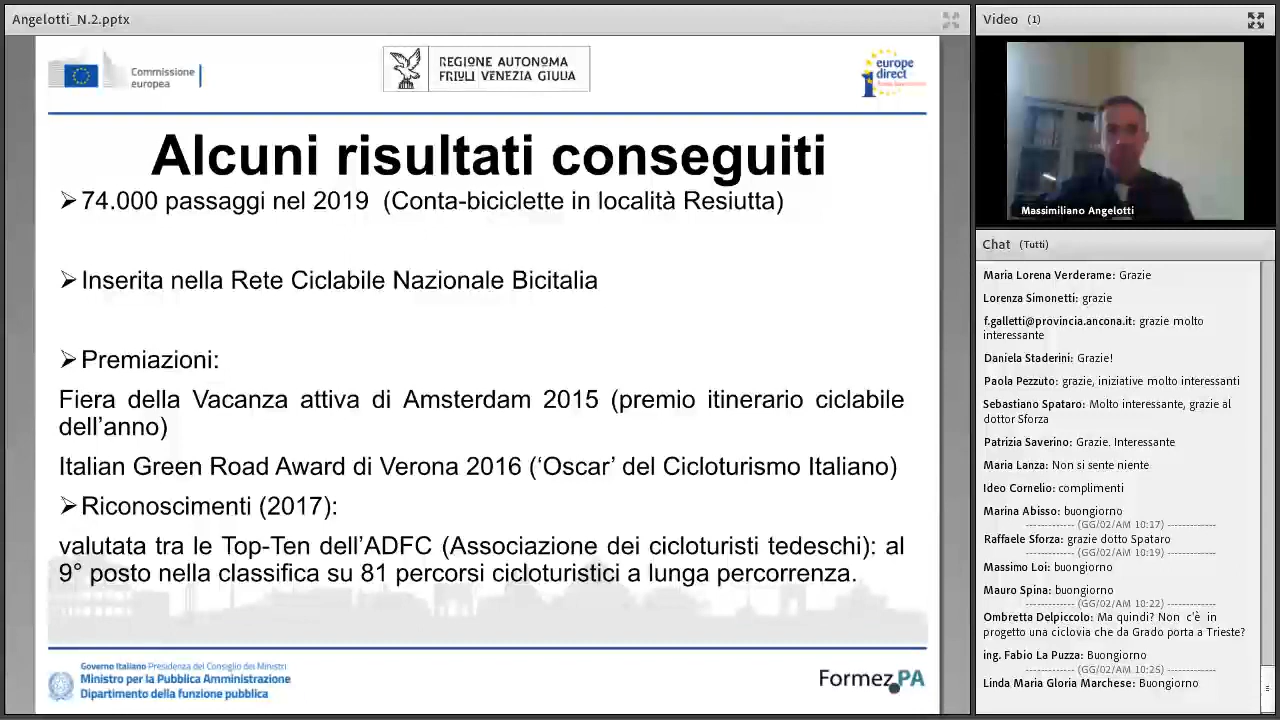 Angelotti_N.2.pptx
Commissione
europea
REGIONE AUTONOMA
FRIULI VENEZIA GIULIA
europe
direct
Alcuni risultati conseguiti
➢74.000 passaggi nel 2019 (Conta-biciclette in località Resiutta)
➢Inserita nella Rete Ciclabile Nazionale Bicitalia
➢Premiazioni:
Fiera della Vacanza attiva di Amsterdam 2015 (premio itinerario ciclabile
dell’anno)
Italian Green Road Award di Verona 2016 (‘Oscar’ del Cicloturismo Italiano)
➢Riconoscimenti (2017):
valutata tra le Top-Ten dell’ADFC (Associazione dei cicloturisti tedeschi): al
9° posto nella classifica su 81 percorsi cicloturistici a lunga percorrenza.
Governo Italiano Presidenza del Consiglio dei Ministri
Ministro per la Pubblica Amministrazione
Dipartimento della funzione pubblica
Formez PA
Video (1)
Massimiliano Angelotti
Chat (Tutti)
Maria Lorena Verderame: Grazie
Lorenza Simonetti: grazie
f.galletti@provincia.ancona.it: grazie molto
interessante
Daniela Staderini: Grazie!
Paola Pezzuto: grazie, iniziative molto interessanti
Sebastiano Spataro: Molto interessante, grazie al
dottor Sforza
Patrizia Saverino: Grazie. Interessante
Maria Lanza: Non si sente niente
Ideo Cornelio: complimenti
Marina Abisso: buongiorno
------------ (GG/02/AM 10:17) ------------
Raffaele Sforza: grazie dotto Spataro
------------ (GG/02/AM 10:19) ------------
Massimo Loi: buongiorno
Mauro Spina: buongiorno
------------ (GG/02/AM 10:22) ------------
Ombretta Delpiccolo: Ma quindi? Non c'è in
progetto una ciclovia che da Grado porta a Trieste?
ing. Fabio La Puzza: Buongiorno
------------ (GG/02/AM 10:25) ------------
Linda Maria Gloria Marchese: Buongiorno